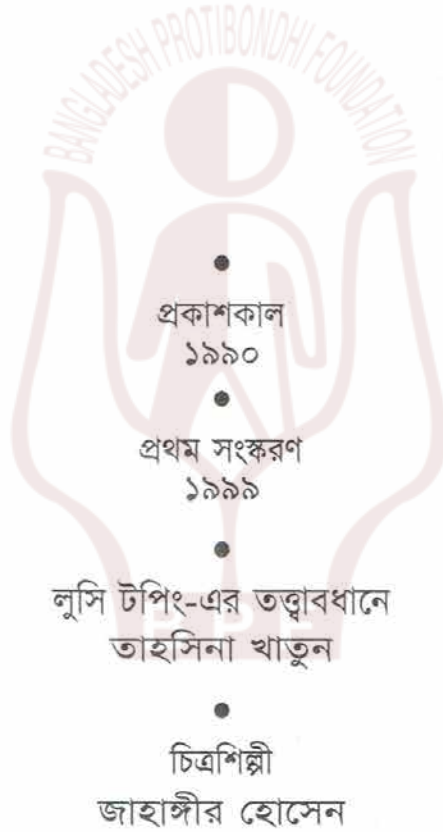 BANGLADESH PROTIBONDHI FOUNDATION
●
প্রকাশকাল
১৯৯০
●
প্রথম সংস্করণ
১৯৯৯
●
লুসি টপিং-এর তত্ত্বাবধানে
তাহসিনা খাতুন
B P F
●
চিত্রশিল্পী
জাহাঙ্গীর হোসেন